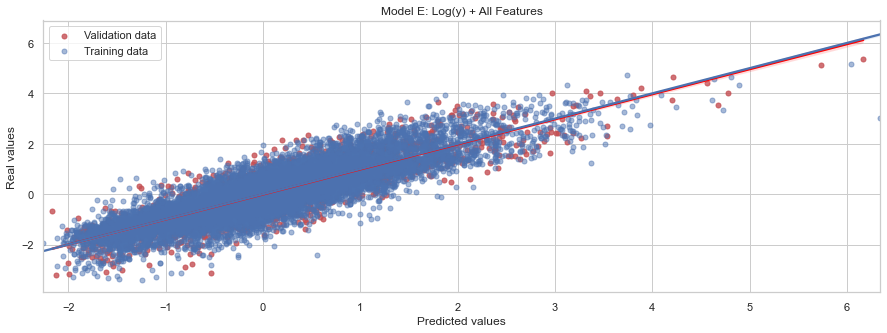 Model E: Log(y) + All Features
Validation data
Training data
Real values
6
4
2
0
−2
−2
−1
0
1
2
3
4
5
6
Predicted values